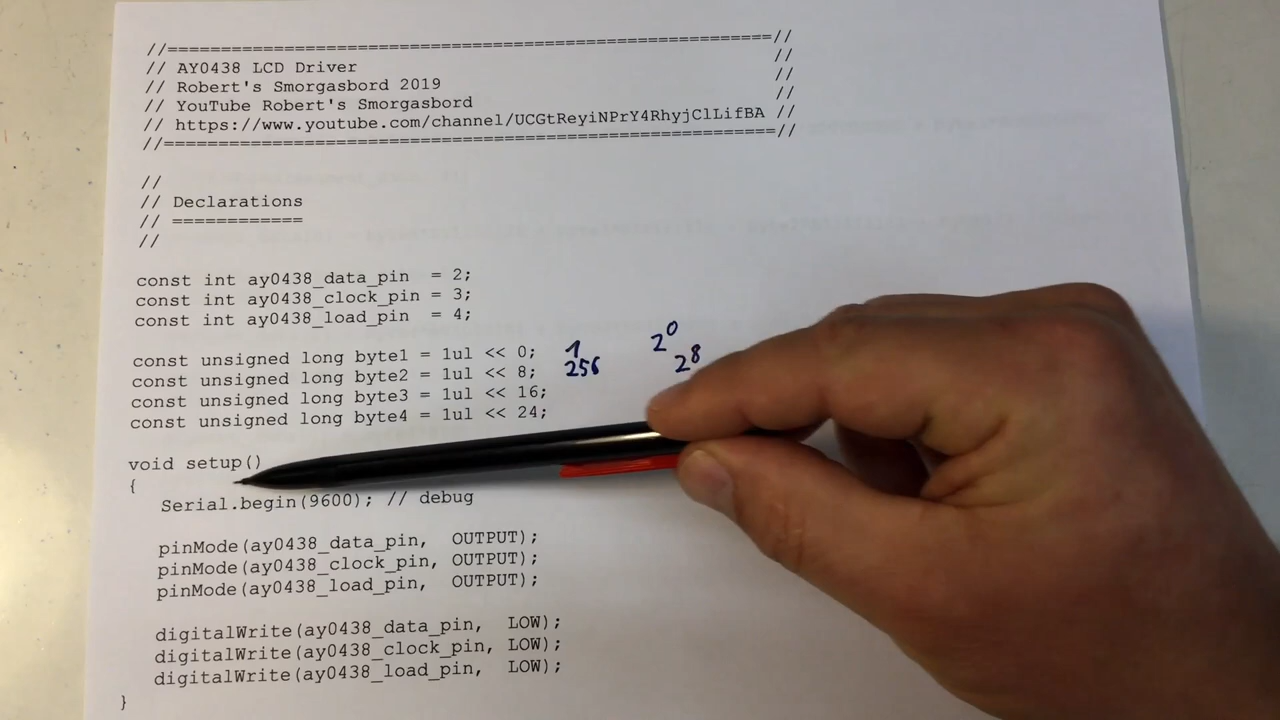 //========================================================//
// AY0438 LCD Driver //
// Robert's Smorgasbord 2019 //
// YouTube Robert's Smorgasbord //
// https://www.youtube.com/channel/UCGtReyiNPrY4RhyjClLifBA //
//========================================================//
//
// Declarations
// ============
//
const int ay0438_data_pin = 2;
const int ay0438_clock_pin = 3;
const int ay0438_load_pin = 4;
const unsigned long byte1 = 1ul << 0; 1 2^0
const unsigned long byte2 = 1ul << 8; 256 2^8
const unsigned long byte3 = 1ul << 16;
const unsigned long byte4 = 1ul << 24;
void setup()
{
Serial.begin(9600); // debug
pinMode(ay0438_data_pin, OUTPUT);
pinMode(ay0438_clock_pin, OUTPUT);
pinMode(ay0438_load_pin, OUTPUT);
digitalWrite(ay0438_data_pin, LOW);
digitalWrite(ay0438_clock_pin, LOW);
digitalWrite(ay0438_load_pin, LOW);
}